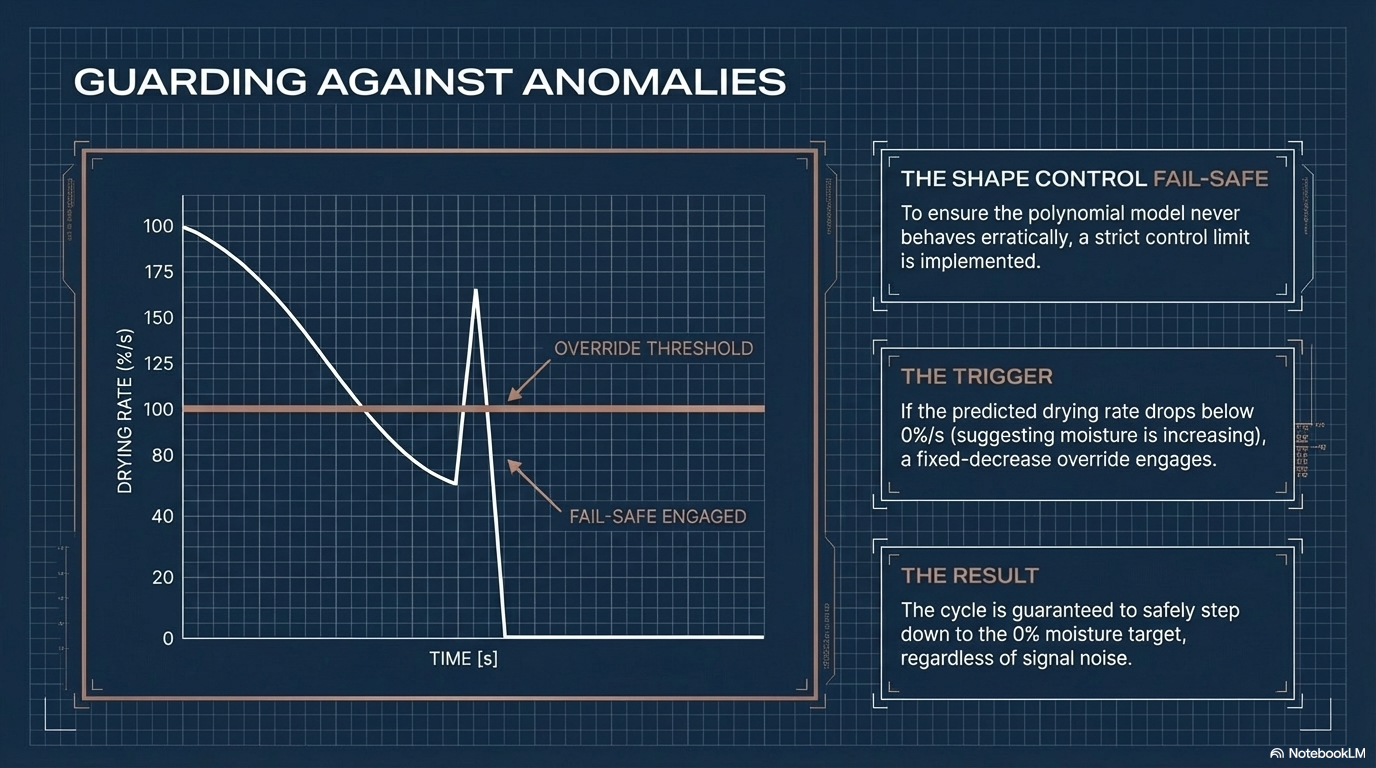 GUARDING AGAINST ANOMALIES
DRYING RATE (%/s)
100
175
150
125
100
80
40
20
0
TIME [s]
OVERRIDE THRESHOLD
FAIL-SAFE ENGAGED
THE SHAPE CONTROL FAIL-SAFE
To ensure the polynomial model never
behaves erratically, a strict control limit
is implemented.
THE TRIGGER
If the predicted drying rate drops below
0%/s (suggesting moisture is increasing),
a fixed-decrease override engages.
THE RESULT
The cycle is guaranteed to safely step
down to the 0% moisture target,
regardless of signal noise.
NotebookLM